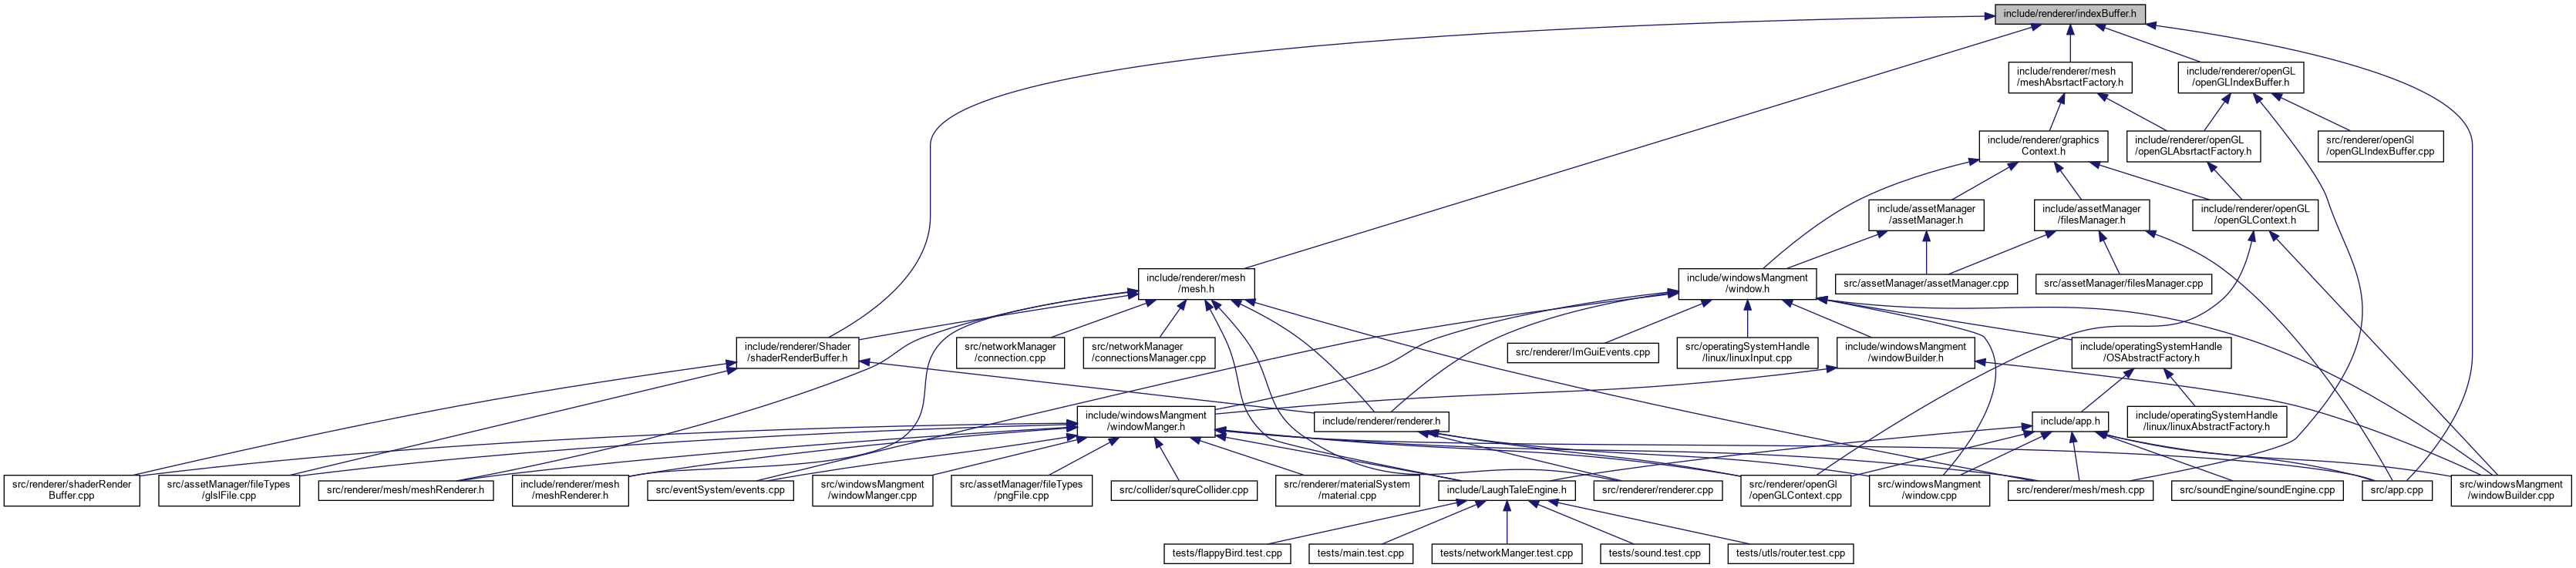 include/renderer/indexBuffer.h
include/renderer/mesh
/meshAbsrtactFactory.h
include/renderer/openGL
/openGLIndexBuffer.h
include/renderer/graphics
Context.h
include/renderer/openGL
/openGLAbsrtactFactory.h
src/renderer/openGl
/openGLIndexBuffer.cpp
include/assetManager
/assetManager.h
include/assetManager
/filesManager.h
include/renderer/openGL
/openGLContext.h
include/renderer/mesh
/mesh.h
include/windowsMangment
/window.h
src/assetManager/assetManager.cpp
src/assetManager/filesManager.cpp
include/renderer/Shader
/shaderRenderBuffer.h
src/networkManager
/connection.cpp
src/networkManager
/connectionsManager.cpp
src/renderer/ImGuiEvents.cpp
src/operatingSystemHandle
/linux/linuxInput.cpp
include/windowsMangment
/windowBuilder.h
include/operatingSystemHandle
/OSAbstractFactory.h
include/windowsMangment
/windowManger.h
include/renderer/renderer.h
include/app.h
include/operatingSystemHandle
/linux/linuxAbstractFactory.h
src/renderer/shaderRender
Buffer.cpp
src/assetManager/fileTypes
/glslFile.cpp
src/renderer/mesh/meshRenderer.h
include/renderer/mesh
/meshRenderer.h
src/eventSystem/events.cpp
src/windowsMangment
/windowManger.cpp
src/assetManager/fileTypes
/pngFile.cpp
src/collider/squreCollider.cpp
src/renderer/materialSystem
/material.cpp
include/LaughTaleEngine.h
src/renderer/renderer.cpp
src/renderer/openGl
/openGLContext.cpp
src/windowsMangment
/window.cpp
src/renderer/mesh/mesh.cpp
src/soundEngine/soundEngine.cpp
src/app.cpp
src/windowsMangment
/windowBuilder.cpp
tests/flappyBird.test.cpp
tests/main.test.cpp
tests/networkManger.test.cpp
tests/sound.test.cpp
tests/utls/router.test.cpp